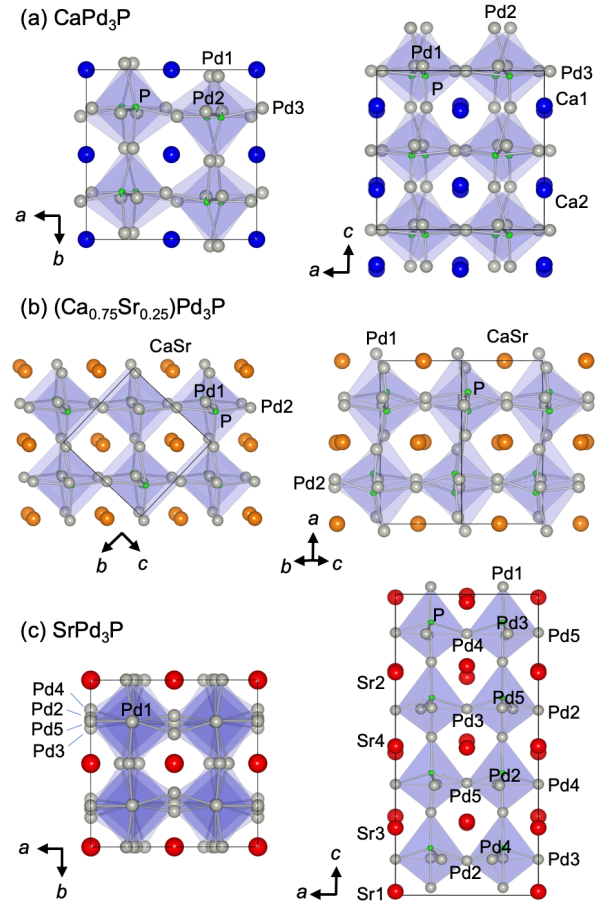 (a) CaPd3P
Pd1
P
Pd2
Pd3
a
b
Pd2
Pd1
Pd3
P
Ca1
Ca2
c
a
(b) (Ca0.75Sr0.25)Pd3P
CaSr
Pd1
P
Pd2
b
c
Pd1
CaSr
P
Pd2
a
b
c
(c) SrPd3P
Pd4
Pd2
Pd5
Pd3
Pd1
a
b
Pd1
P
Pd3
Pd4
Pd5
Sr2
Pd5
Pd3
Pd2
Sr4
Pd2
Pd5
Pd4
Sr3
Pd4
Pd2
Pd3
c
a
Sr1